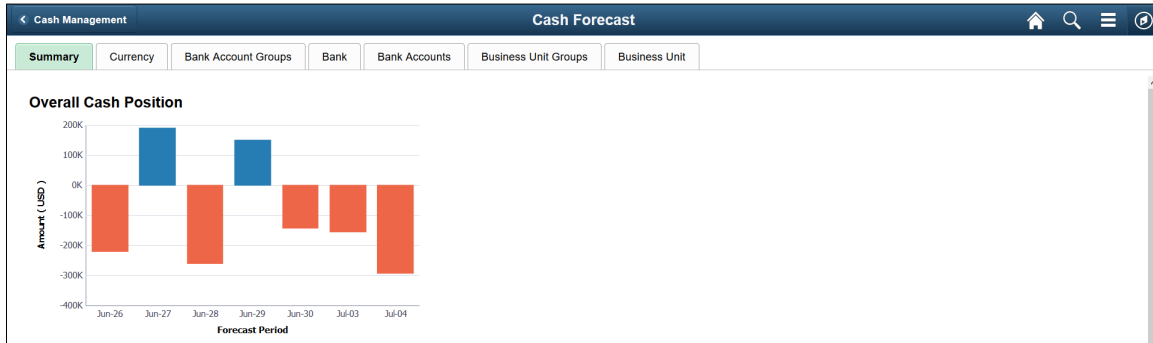 Cash Management
Cash Forecast
Summary
Currency
Bank Account Groups
Bank
Bank Accounts
Business Unit Groups
Business Unit
Overall Cash Position
200K
100K
0K
-100K
-200K
-300K
-400K
Amount ( USD )
Jun-26 Jun-27 Jun-28 Jun-29 Jun-30 Jul-03 Jul-04
Forecast Period